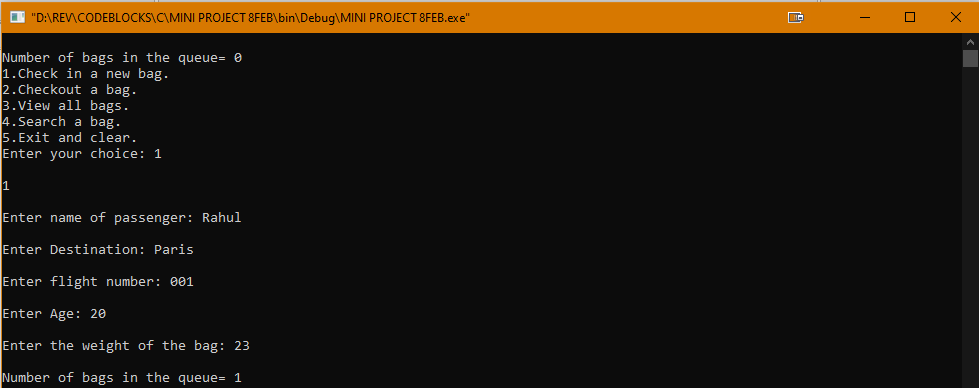 "D:\REV\CODEBLOCKS\C\MINI PROJECT 8FEB\bin\Debug\MINI PROJECT 8FEB.exe"
Number of bags in the queue= 0
1.Check in a new bag.
2.Checkout a bag.
3.View all bags.
4.Search a bag.
5.Exit and clear.
Enter your choice: 1
1
Enter name of passenger: Rahul
Enter Destination: Paris
Enter flight number: 001
Enter Age: 20
Enter the weight of the bag: 23
Number of bags in the queue= 1